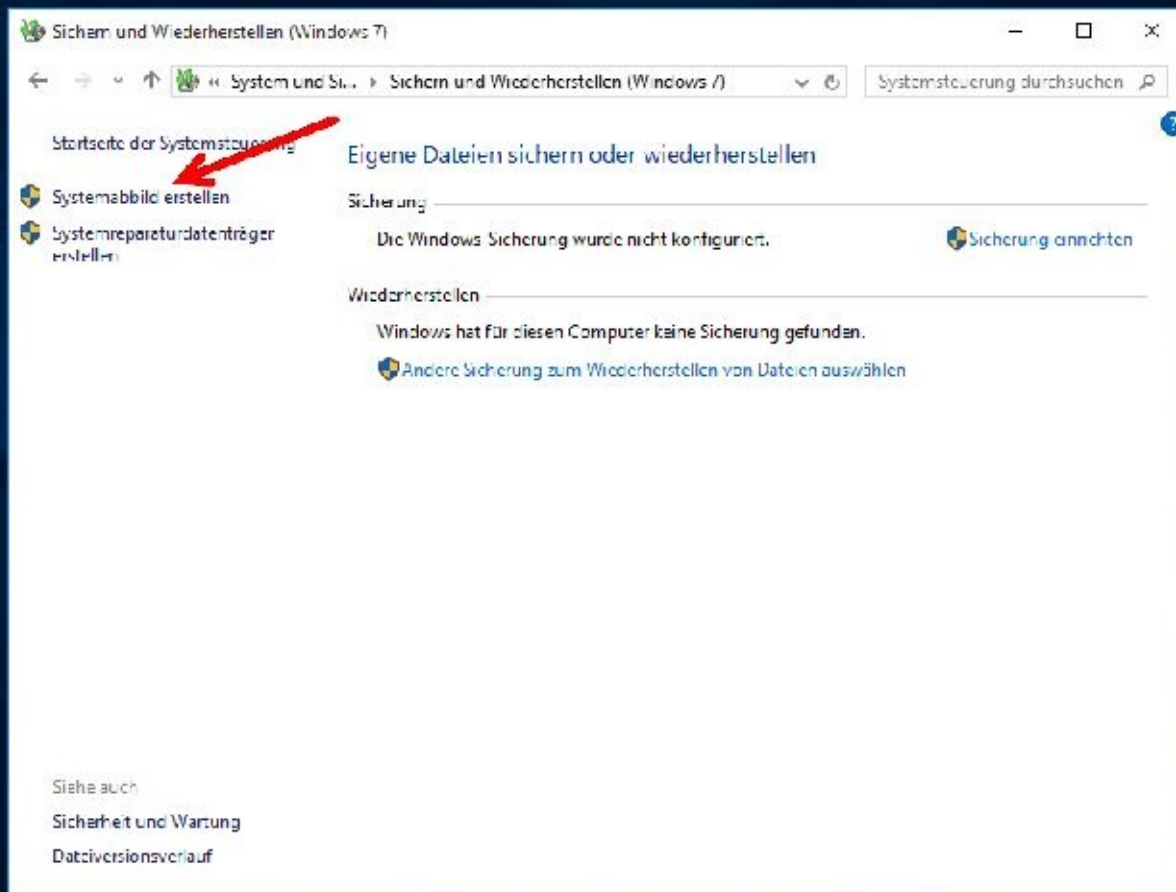 Sichern und Wiederherstellen (Windows 7)
« System und Si... › Sichern und Wiederherstellen (Windows 7)
Systemsteuerung durchsuchen
?
Startseite der Systemsteuerung
Eigene Dateien sichern oder wiederherstellen
Systemabbild erstellen
Systemreparaturdatenträger
erstellen
Sicherung
Die Windows-Sicherung wurde nicht konfiguriert.
Sicherung einrichten
Wiederherstellen
Windows hat für diesen Computer keine Sicherung gefunden.
Andere Sicherung zum Wiederherstellen von Dateien auswählen
Siehe auch
Sicherheit und Wartung
Dateiversionsverlauf